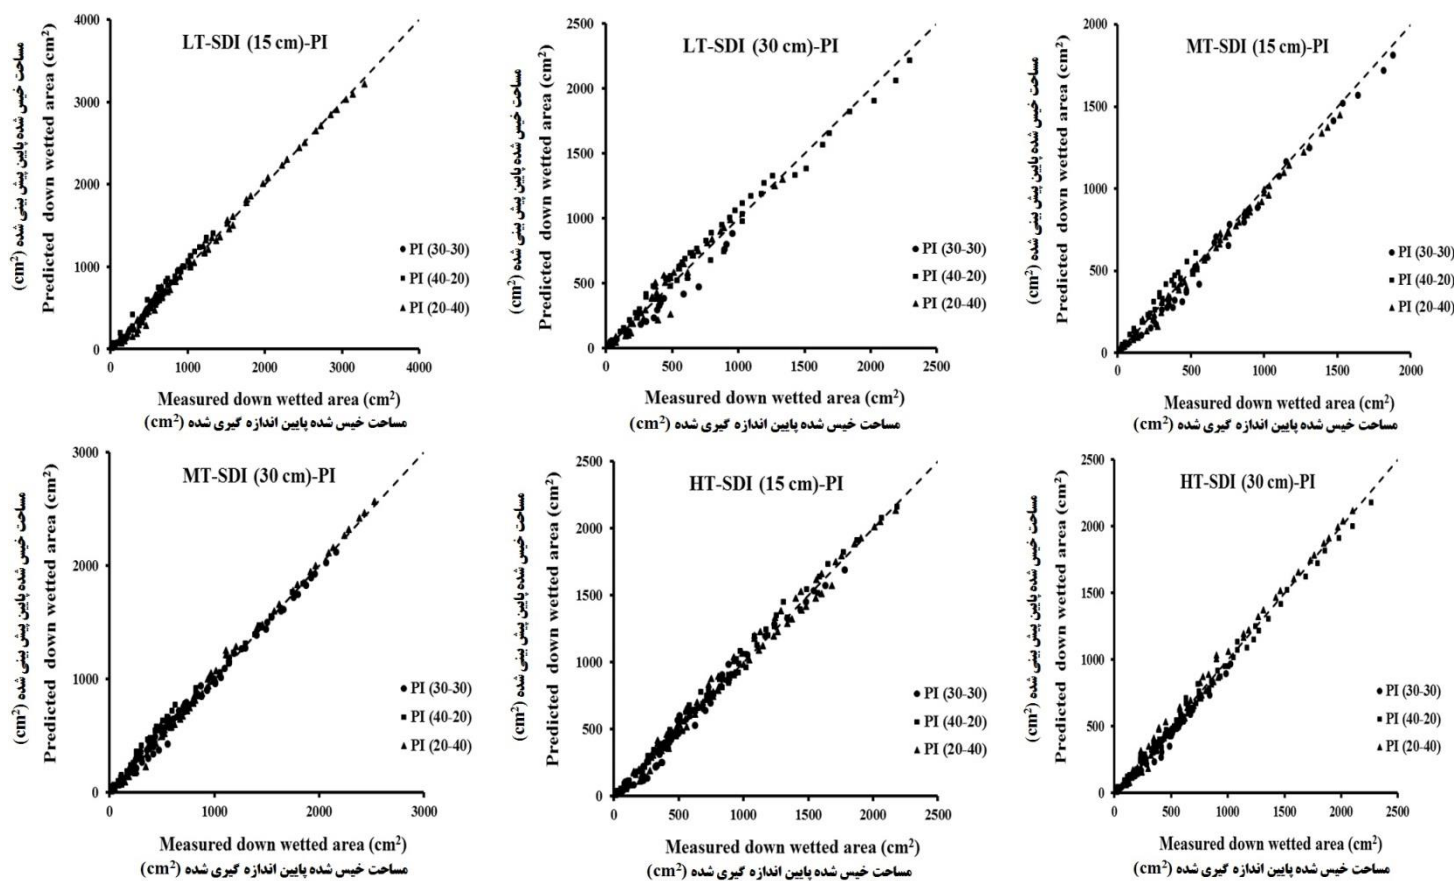 LT-SDI (15 cm)-PI
مساحت خیس شده پایین پیش بینی شده (cm²)
Predicted down wetted area (cm²)
4000
3000
2000
1000
0
0 1000 2000 3000 4000
PI (30-30)
PI (40-20)
PI (20-40)
Measured down wetted area (cm²)
مساحت خیس شده پایین اندازه گیری شده (cm²)
LT-SDI (30 cm)-PI
مساحت خیس شده پایین پیش بینی شده (cm²)
Predicted down wetted area (cm²)
2500
2000
1500
1000
500
0
0 500 1000 1500 2000 2500
PI (30-30)
PI (40-20)
PI (20-40)
Measured down wetted area (cm²)
مساحت خیس شده پایین اندازه گیری شده (cm²)
MT-SDI (15 cm)-PI
مساحت خیس شده پایین پیش بینی شده (cm²)
Predicted down wetted area (cm²)
2000
1500
1000
500
0
0 500 1000 1500 2000
PI (30-30)
PI (40-20)
PI (20-40)
Measured down wetted area (cm²)
مساحت خیس شده پایین اندازه گیری شده (cm²)
MT-SDI (30 cm)-PI
مساحت خیس شده پایین پیش بینی شده (cm²)
Predicted down wetted area (cm²)
3000
2000
1000
0
0 1000 2000 3000
PI (30-30)
PI (40-20)
PI (20-40)
Measured down wetted area (cm²)
مساحت خیس شده پایین اندازه گیری شده (cm²)
HT-SDI (15 cm)-PI
مساحت خیس شده پایین پیش بینی شده (cm²)
Predicted down wetted area (cm²)
2500
2000
1500
1000
500
0
0 500 1000 1500 2000 2500
PI (30-30)
PI (40-20)
PI (20-40)
Measured down wetted area (cm²)
مساحت خیس شده پایین اندازه گیری شده (cm²)
HT-SDI (30 cm)-PI
مساحت خیس شده پایین پیش بینی شده (cm²)
Predicted down wetted area (cm²)
2500
2000
1500
1000
500
0
0 500 1000 1500 2000 2500
PI (30-30)
PI (40-20)
PI (20-40)
Measured down wetted area (cm²)
مساحت خیس شده پایین اندازه گیری شده (cm²)